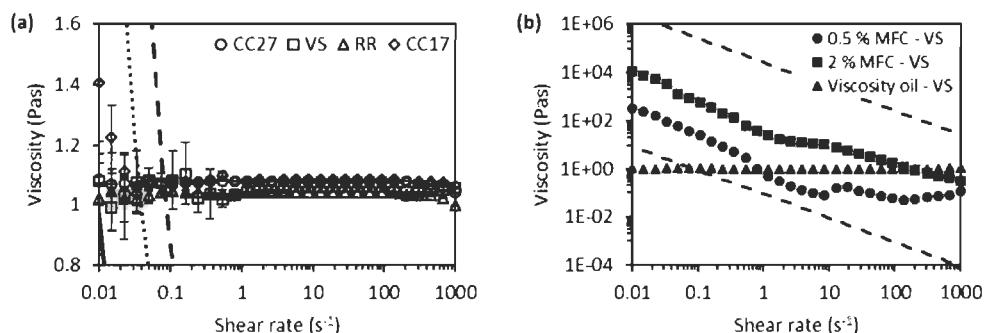 (a)
1.6
1.4
1.2
1
0.8
Viscosity (Pas)
CC27 VS RR CC17
0.01 0.1 1 10 100 1000
Shear rate (s⁻¹)
(b)
1E+06
1E+04
1E+02
1E+00
1E-02
1E-04
Viscosity (Pas)
0.5 % MFC - VS
2 % MFC - VS
Viscosity oil - VS
0.01 0.1 1 10 100 1000
Shear rate (s⁻¹)